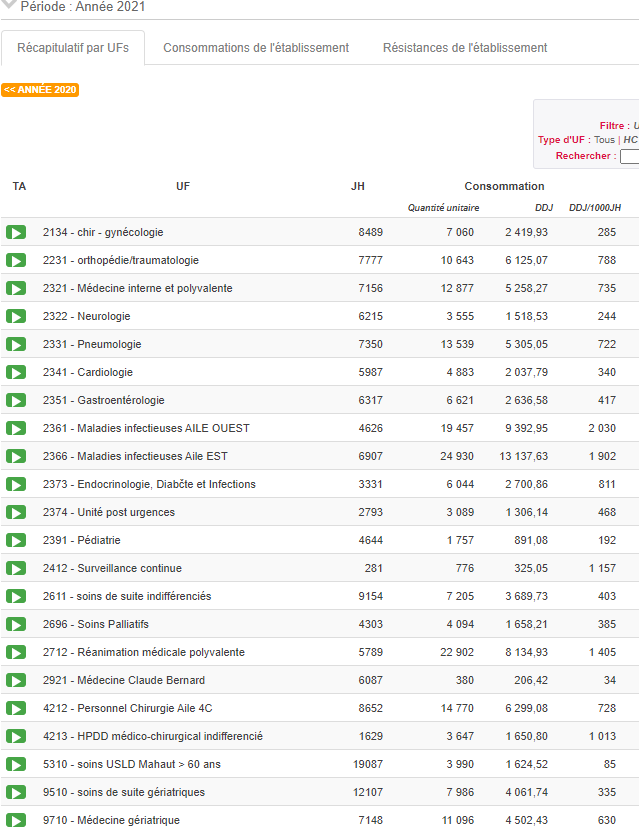 Période : Année 2021
Récapitulatif par UFs Consommations de l'établissement Résistances de l'établissement
<< ANNÉE 2020
Filtre : U
Type d'UF : Tous | HC
Rechercher :
TA UF JH Consommation
Quantité unitaire DDJ DDJ/1000JH
2134 - chir - gynécologie 8489 7 060 2 419,93 285
2231 - orthopédie/traumatologie 7777 10 643 6 125,07 788
2321 - Médecine interne et polyvalente 7156 12 877 5 258,27 735
2322 - Neurologie 6215 3 555 1 518,53 244
2331 - Pneumologie 7350 13 539 5 305,05 722
2341 - Cardiologie 5987 4 883 2 037,79 340
2351 - Gastroentérologie 6317 6 621 2 636,58 417
2361 - Maladies infectieuses AILE OUEST 4626 19 457 9 392,95 2 030
2366 - Maladies infectieuses Aile EST 6907 24 930 13 137,63 1 902
2373 - Endocrinologie, Diabčte et Infections 3331 6 044 2 700,86 811
2374 - Unité post urgences 2793 3 089 1 306,14 468
2391 - Pédiatrie 4644 1 757 891,08 192
2412 - Surveillance continue 281 776 325,05 1 157
2611 - soins de suite indifférenciés 9154 7 205 3 689,73 403
2696 - Soins Palliatifs 4303 4 094 1 658,21 385
2712 - Réanimation médicale polyvalente 5789 22 902 8 134,93 1 405
2921 - Médecine Claude Bernard 6087 380 206,42 34
4212 - Personnel Chirurgie Aile 4C 8652 14 770 6 299,08 728
4213 - HPDD médico-chirurgical indifferencié 1629 3 647 1 650,80 1 013
5310 - soins USLD Mahaut > 60 ans 19087 3 990 1 624,52 85
9510 - soins de suite gériatriques 12107 7 986 4 061,74 335
9710 - Médecine gériatrique 7148 11 096 4 502,43 630